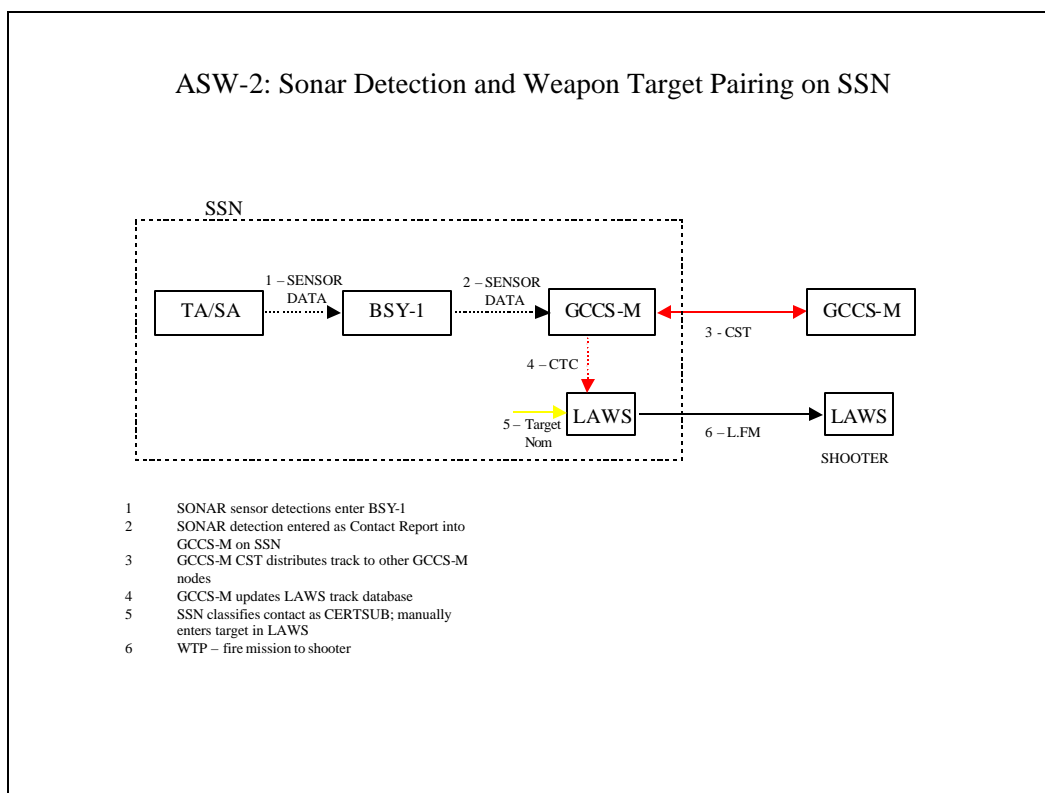 ASW-2: Sonar Detection and Weapon Target Pairing on SSN
SSN
1 – SENSOR
DATA
2 – SENSOR
DATA
TA/SA
BSY-1
GCCS-M
GCCS-M
3 - CST
4 – CTC
LAWS
LAWS
5 – Target
Nom
6 – L.FM
SHOOTER
1 SONAR sensor detections enter BSY-1
2 SONAR detection entered as Contact Report into
GCCS-M on SSN
3 GCCS-M CST distributes track to other GCCS-M
nodes
4 GCCS-M updates LAWS track database
5 SSN classifies contact as CERTSUB; manually
enters target in LAWS
6 WTP – fire mission to shooter